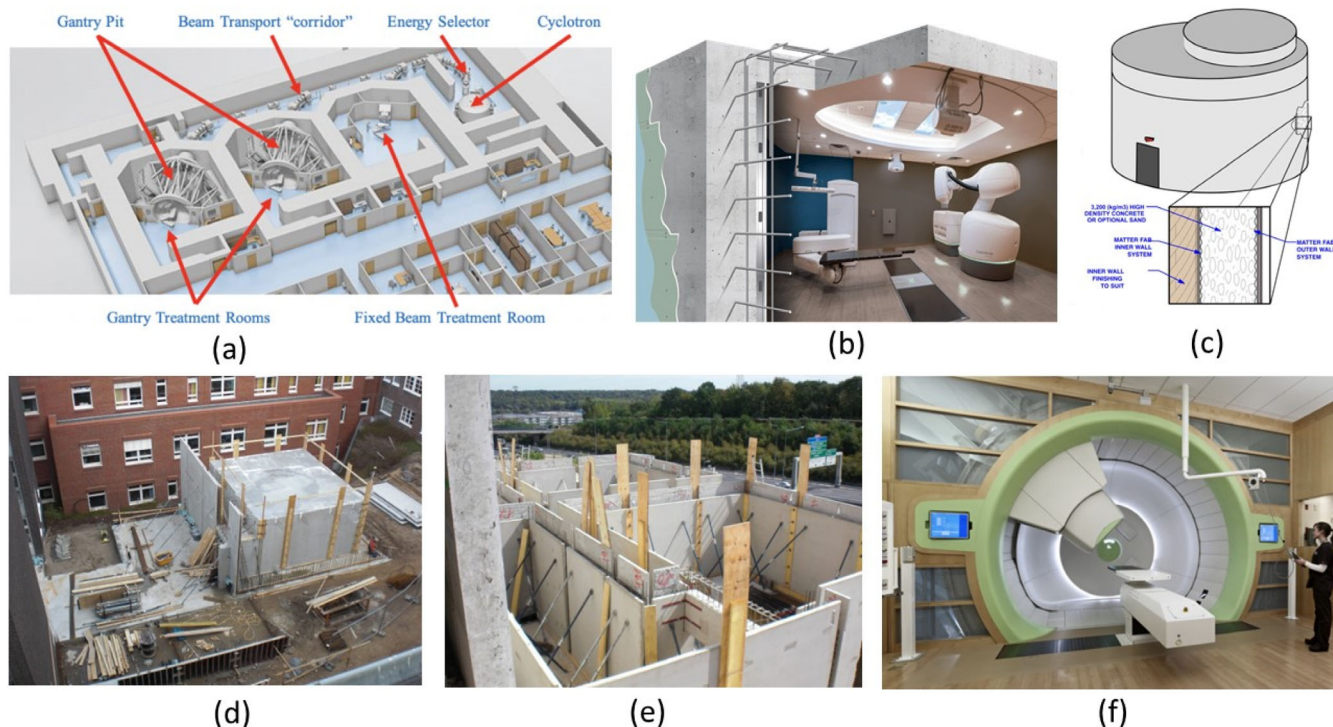 Gantry Pit
Beam Transport “corridor”
Energy Selector
Cyclotron
Gantry Treatment Rooms
Fixed Beam Treatment Room
(a)
(b)
3,200 (kg/m3) HIGH
DENSITY CONCRETE
OR OPTIONAL SAND
MATTER FAB
INNER WALL
SYSTEM
MATTER FAB
OUTER WALL
SYSTEM
INNER WALL
FINISHING
TO SUIT
(c)
(d)
(e)
(f)